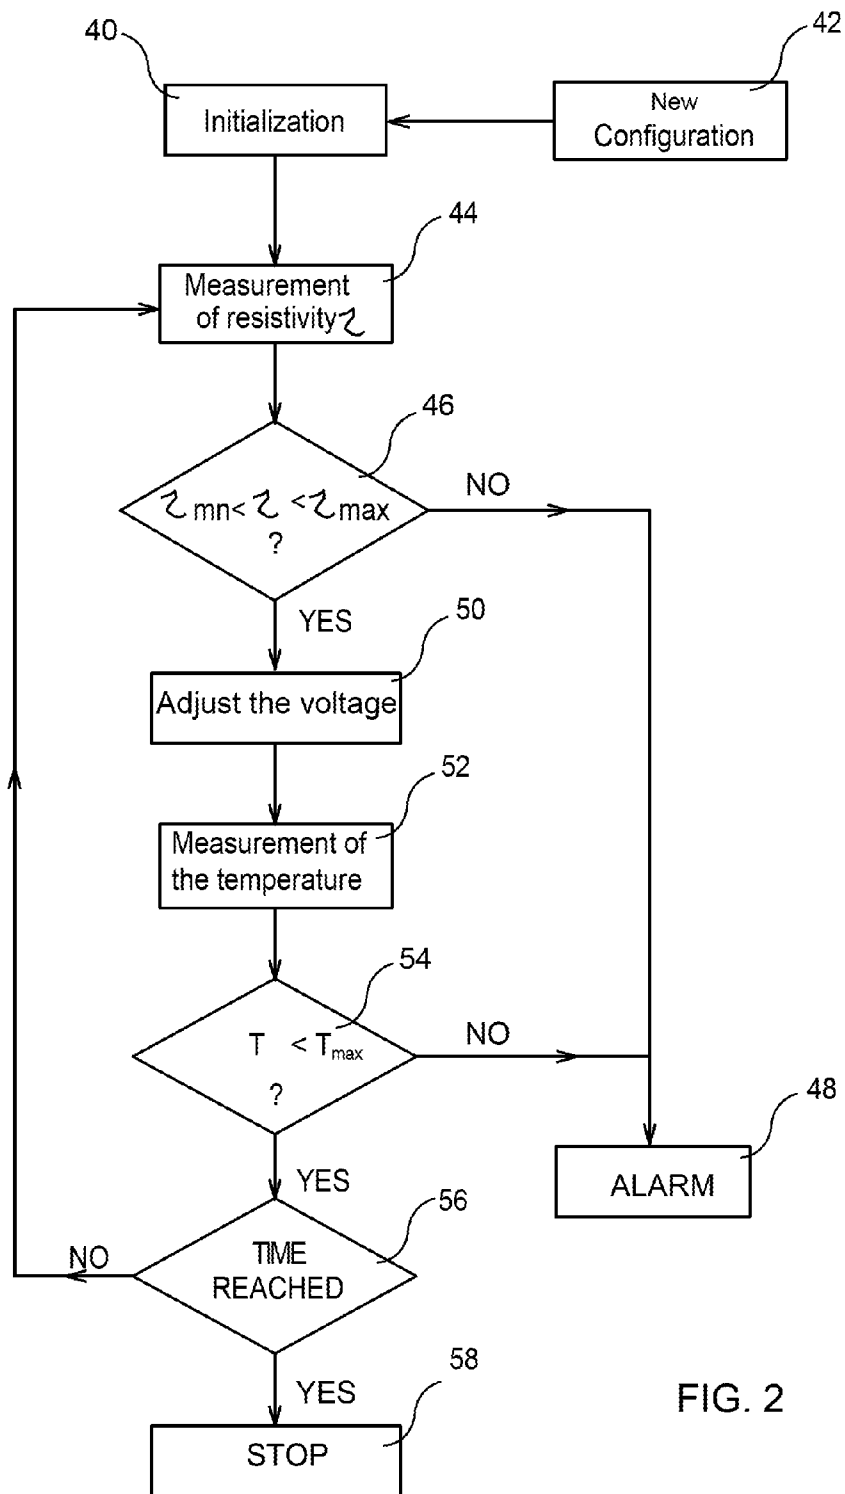 40
42
Initialization
New
Configuration
44
Measurement
of resistivity τ
46
τ mn< τ < τ max
?
NO
YES
50
Adjust the voltage
52
Measurement of
the temperature
54
T < Tmax
?
NO
48
ALARM
YES
56
TIME
REACHED
NO
YES
58
STOP
FIG. 2